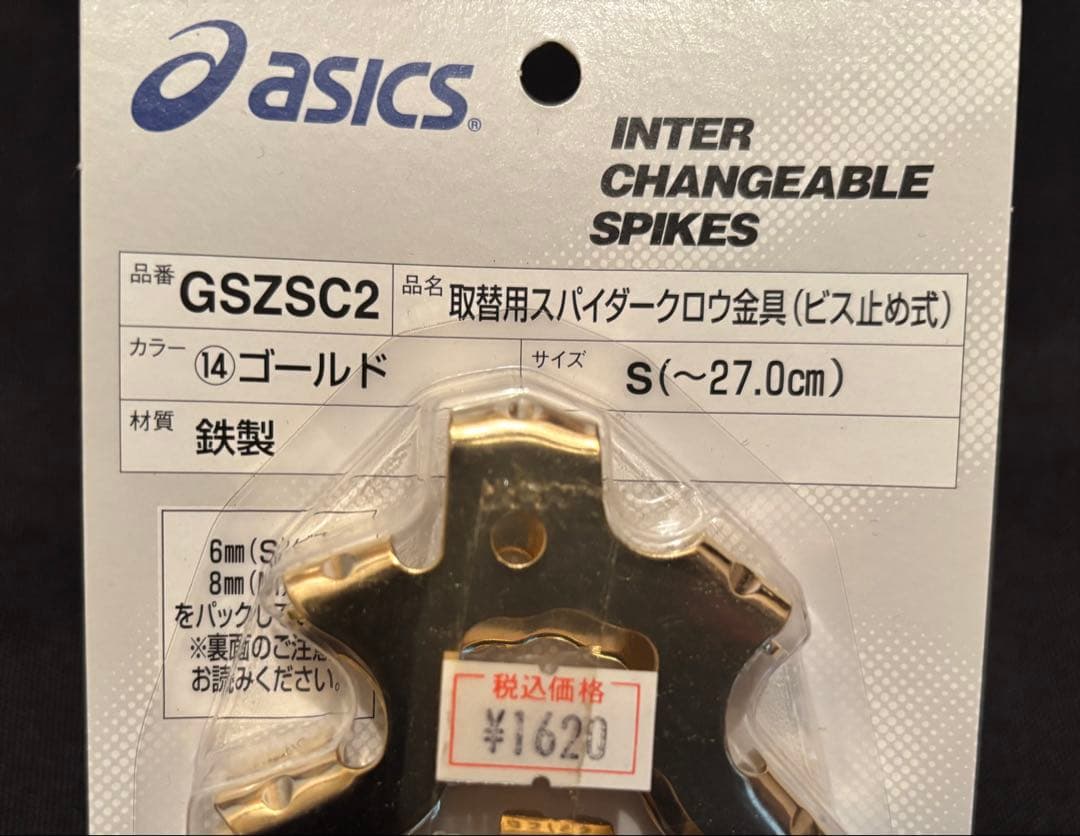 asics®
INTER
CHANGEABLE
SPIKES
品番 GSZSC2 品名 取替用スパイダークロウ金具(ビス止め式)
カラー ⑭ゴールド サイズ S(～27.0cm)
材質 鉄製
6mm(S
8mm(M)
をパックして
※裏面のご注意
お読みください。
税込価格
¥1620